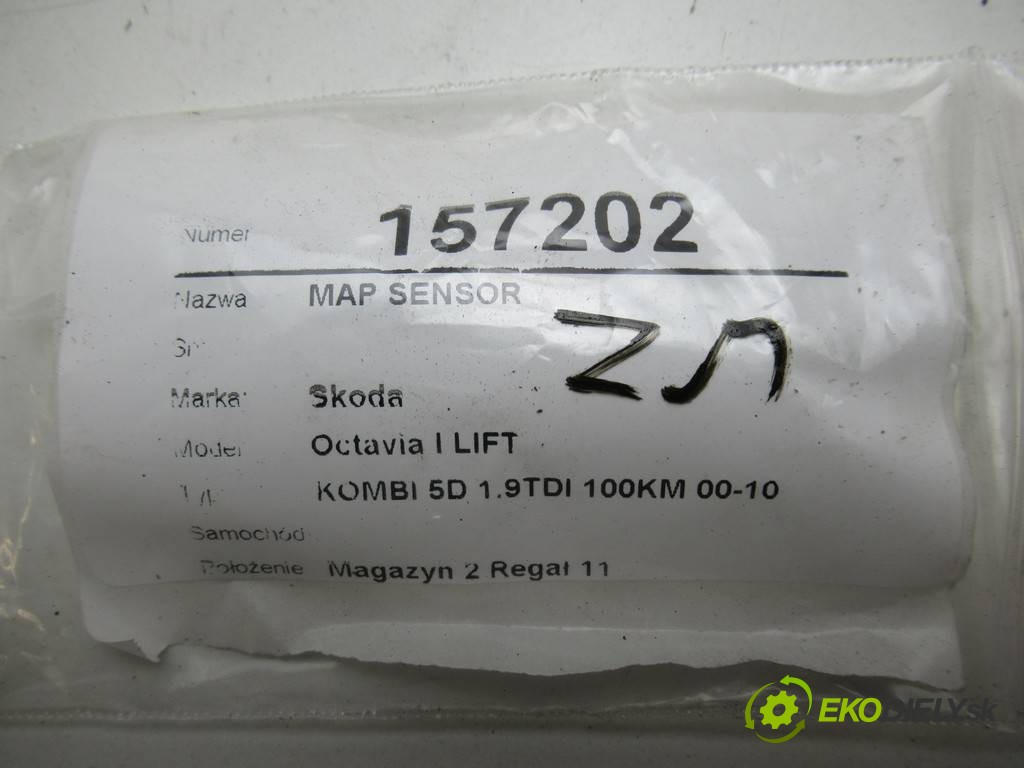 Numer 157202
Nazwa MAP SENSOR
Marka: Skoda
Model Octavia I LIFT
KOMBI 5D 1.9TDI 100KM 00-10
Samochód
Położenie Magazyn 2 Regał 11
EKODIELY.sk